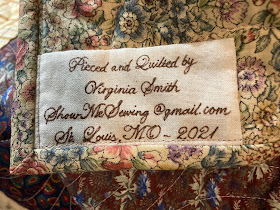 Pieced and Quilted by
Virginia Smith
ShowMeSewing@gmail.com
St Louis, MO ~ 2021